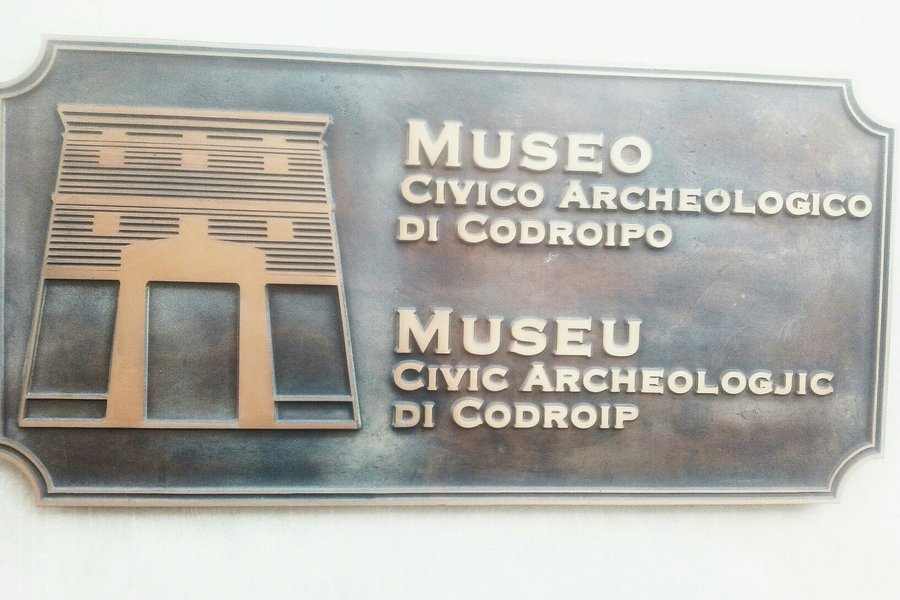 MUSEO
CIVICO ARCHEOLOGICO
DI CODROIPO
MUSEU
CIVIC ARCHEOLOGJIC
DI CODROIP